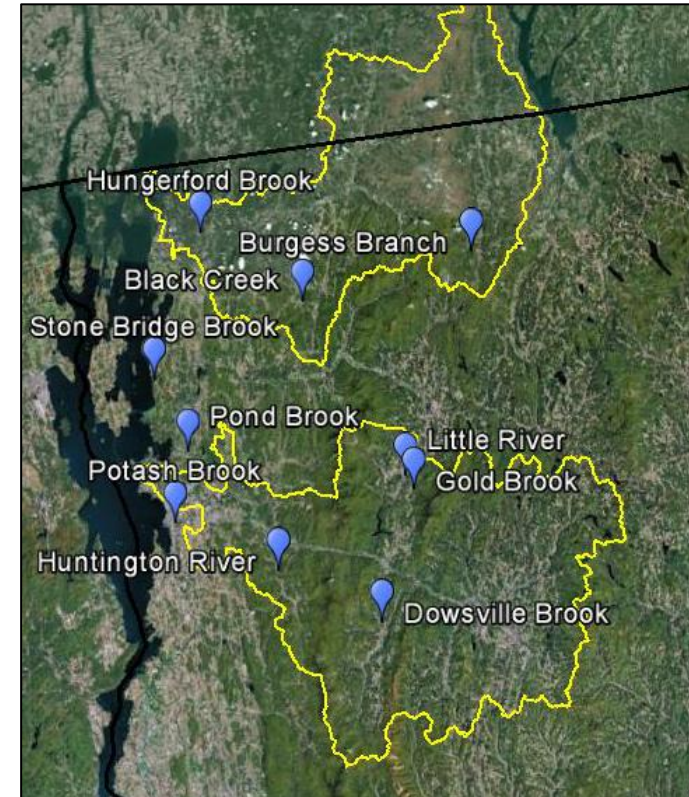 Hungerford Brook
Burgess Branch
Black Creek
Stone Bridge Brook
Pond Brook
Little River
Potash Brook
Gold Brook
Huntington River
Dowsville Brook